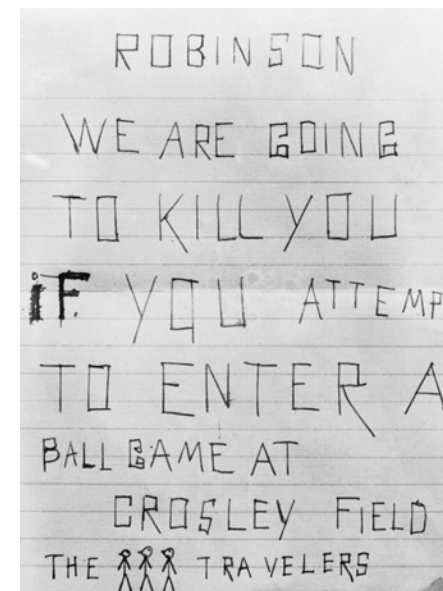 ROBINSON
WE ARE GOING
TO KILL YOU
iF. YOU ATTEMP
TO ENTER A
BALL GAME AT
CROSLEY FIELD
THE TRAVELERS